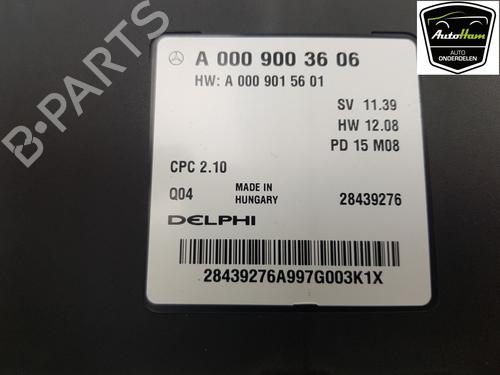 AutoHam
AUTO
ONDERDELEN
A 000 900 36 06
HW: A 000 901 56 01
SV 11.39
HW 12.08
PD 15 M08
CPC 2.10
Q04
MADE IN
HUNGARY
28439276
DELPHI
28439276A997G003K1X
B-PARTS